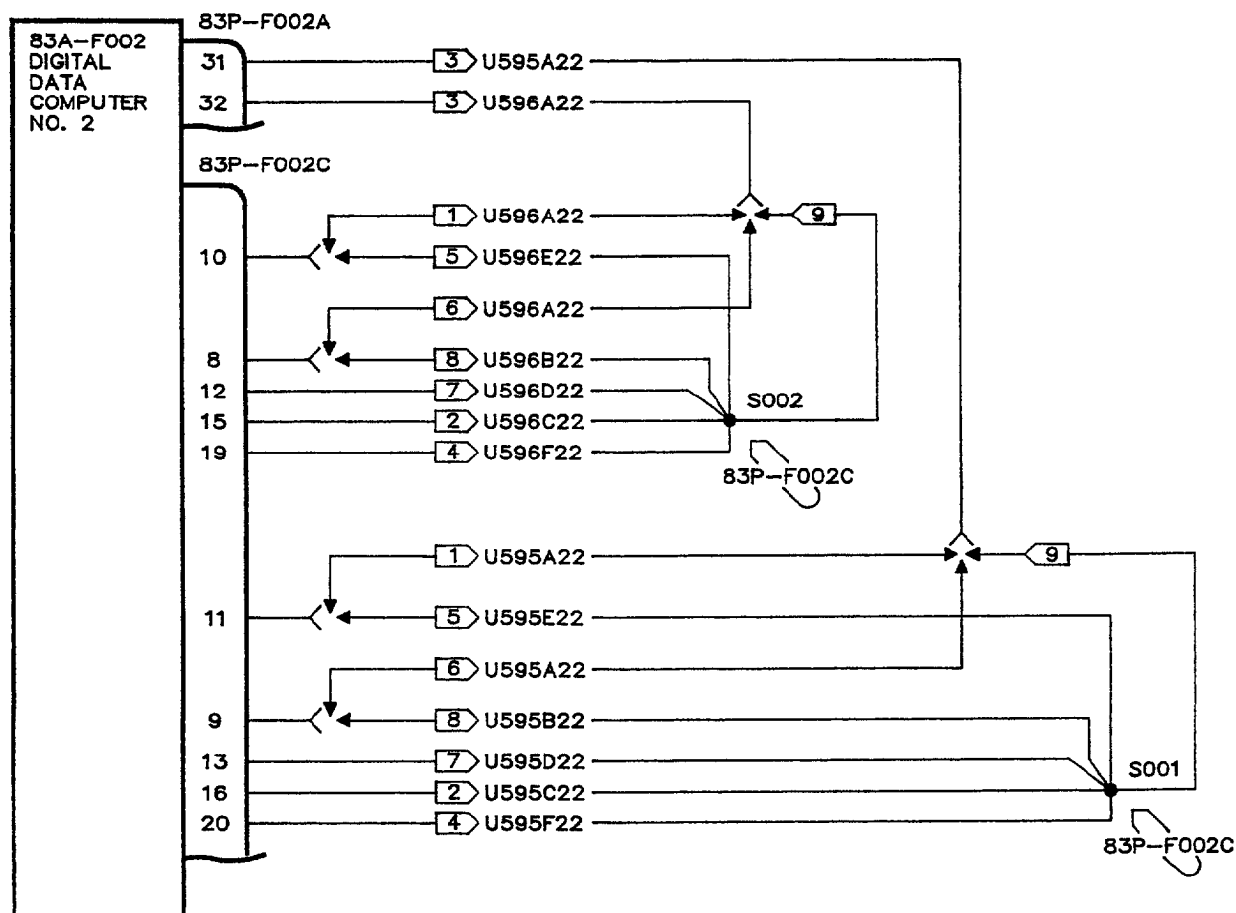 83P-F002A
83A-F002
DIGITAL
DATA
COMPUTER
NO. 2
31 3 U595A22
32 3 U596A22
83P-F002C
1 U596A22 9
10 5 U596E22
6 U596A22
8 8 U596B22
12 7 U596D22
S002
15 2 U596C22
19 4 U596F22
83P-F002C
1 U595A22 9
11 5 U595E22
6 U595A22
9 8 U595B22
13 7 U595D22
S001
16 2 U595C22
20 4 U595F22
83P-F002C